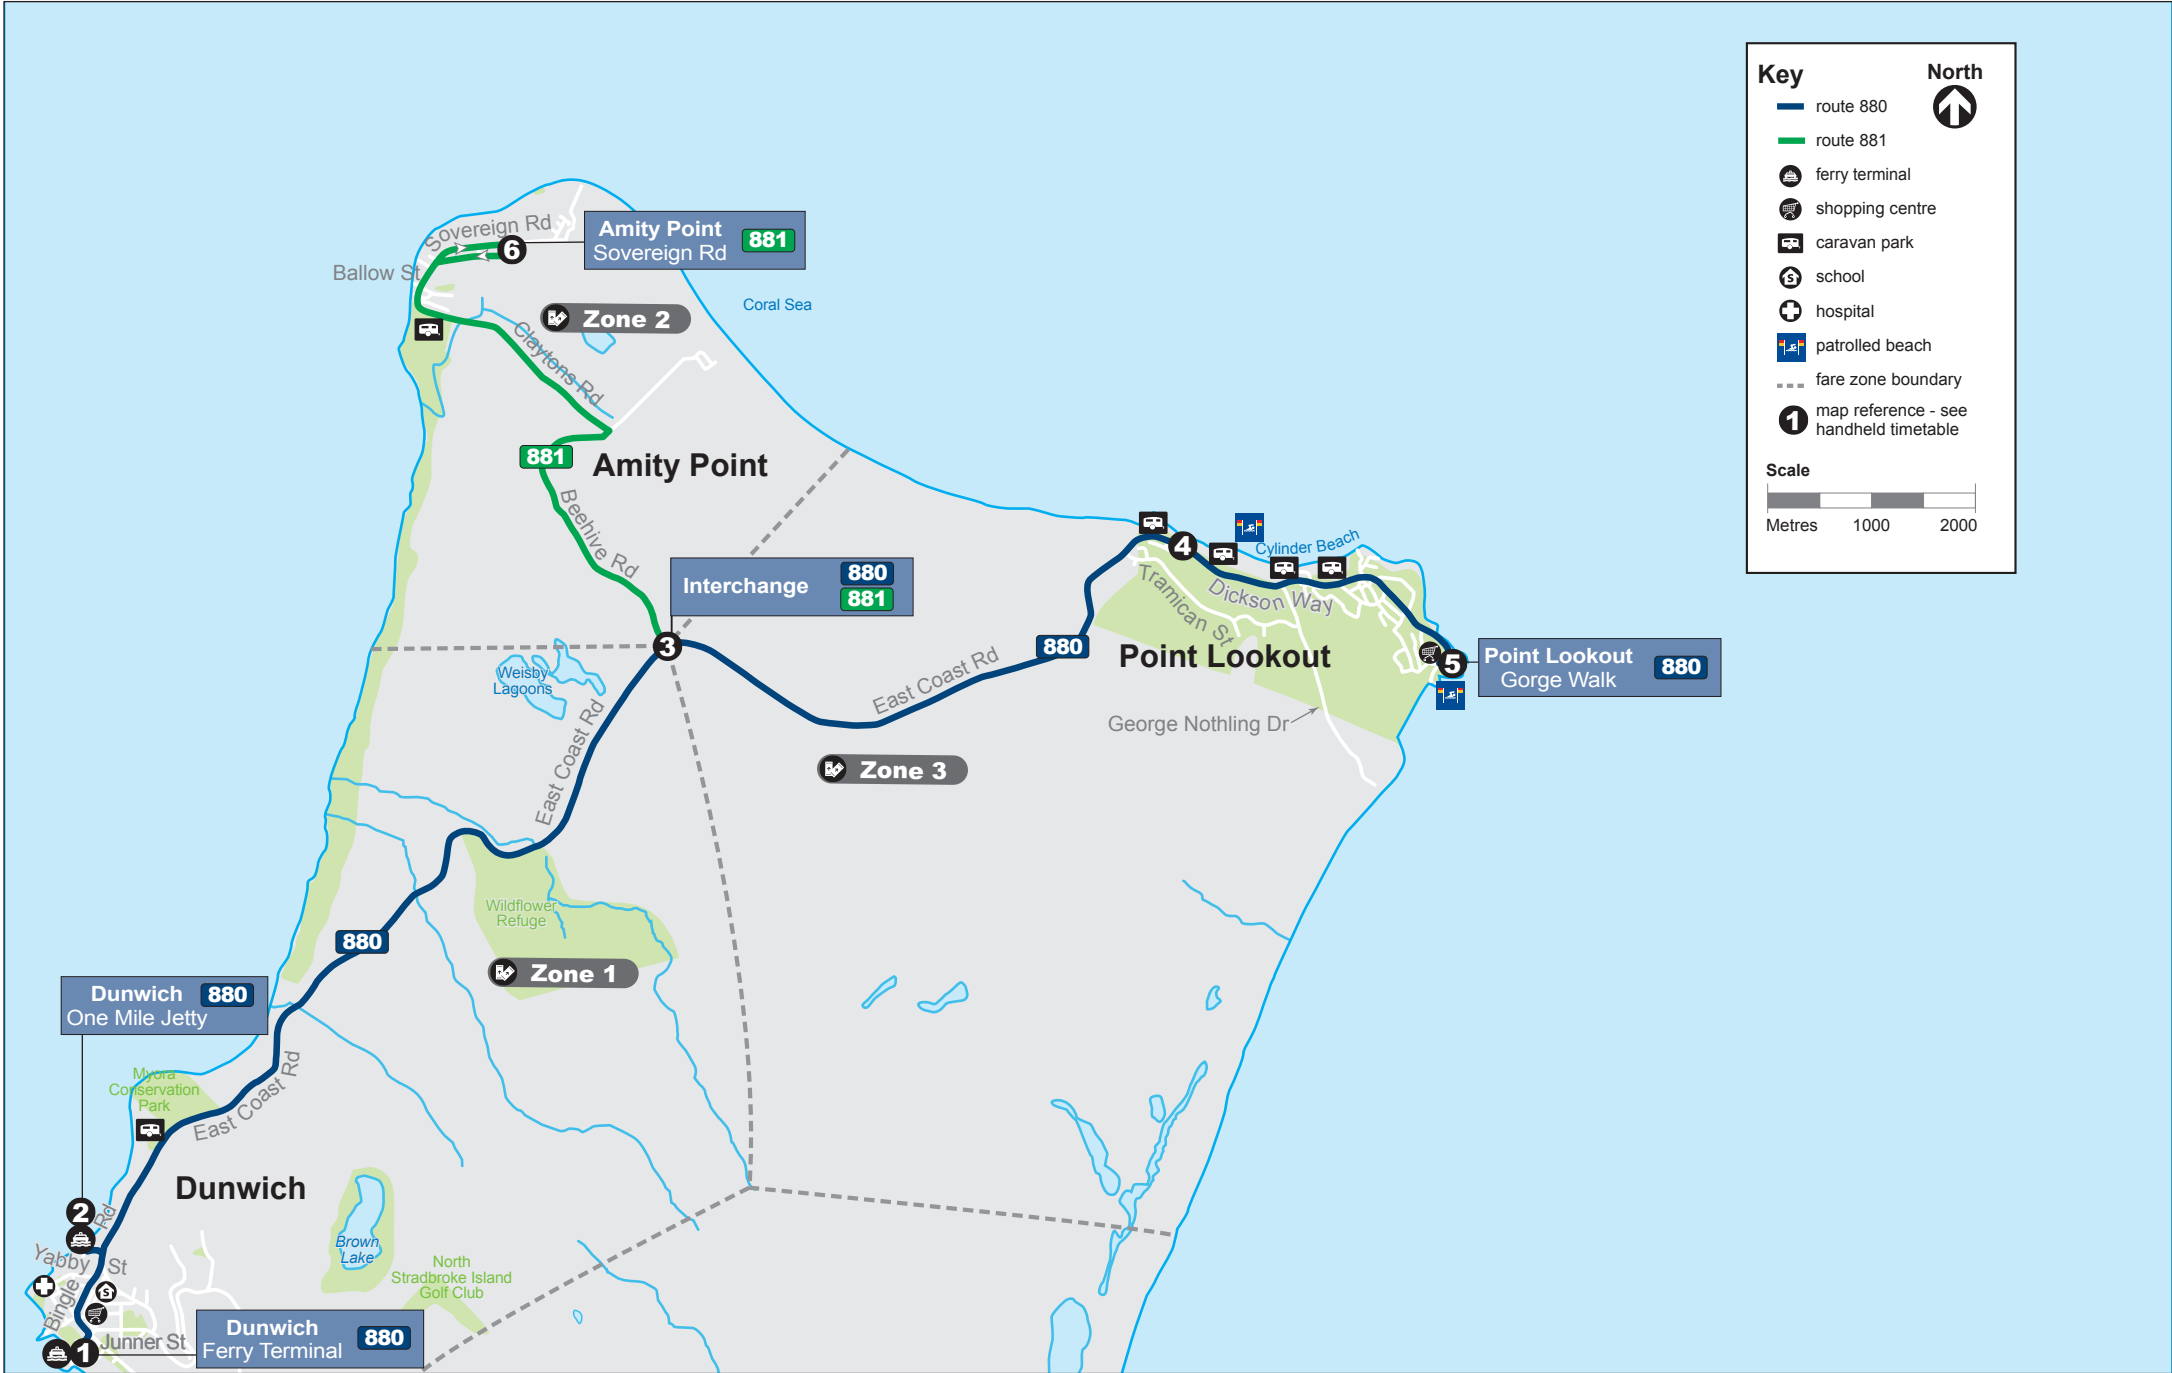 Key
North
route 880
route 881
ferry terminal
shopping centre
caravan park
S
school
hospital
patrolled beach
fare zone boundary
1
map reference - see
handheld timetable
Scale
Metres 1000 2000
Sovereign Rd
6
Amity Point
Sovereign Rd
881
Ballow St
Zone 2
Coral Sea
Claytons Rd
881
Amity Point
Beehive Rd
Interchange
880
881
3
4
Cylinder Beach
Tramican St
Dickson Way
880
Point Lookout
5
Point Lookout
Gorge Walk
880
Weisby
Lagoons
East Coast Rd
East Coast Rd
George Nothling Dr
Zone 3
Wildflower
Refuge
880
Zone 1
Dunwich
One Mile Jetty
880
Myora
Conservation
Park
East Coast Rd
Dunwich
2
Bingle Rd
Yabby St
S
Brown
Lake
North
Stradbroke Island
Golf Club
1
Junner St
Dunwich
Ferry Terminal
880